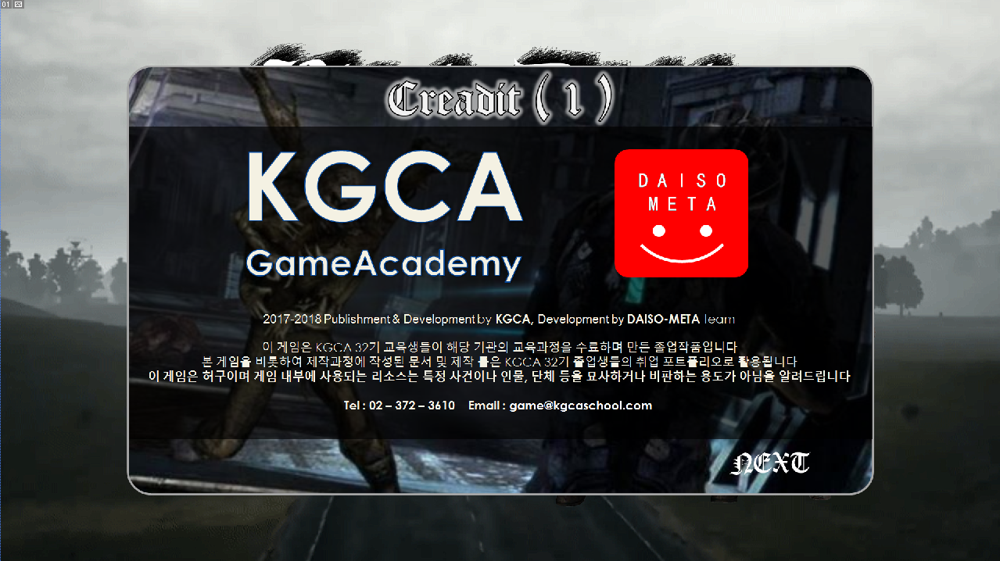 01
Creadit ( 1 )
KGCA
GameAcademy
DAISO
META
2017-2018 Publishment & Development by KGCA, Development by DAISO-META Team
이 게임은 KGCA 32기 교육생들이 해당 기관의 교육과정을 수료하며 만든 졸업작품입니다
본 게임을 비롯하여 제작과정에 작성된 문서 및 제작 툴은 KGCA 32기 졸업생들의 취업 포트폴리오로 활용됩니다
이 게임은 허구이며 게임 내부에 사용되는 리소스는 특정 사건이나 인물, 단체 등을 묘사하거나 비판하는 용도가 아님을 알려드립니다
Tel : 02 – 372 – 3610 Email : game@kgcaschool.com
NEXT